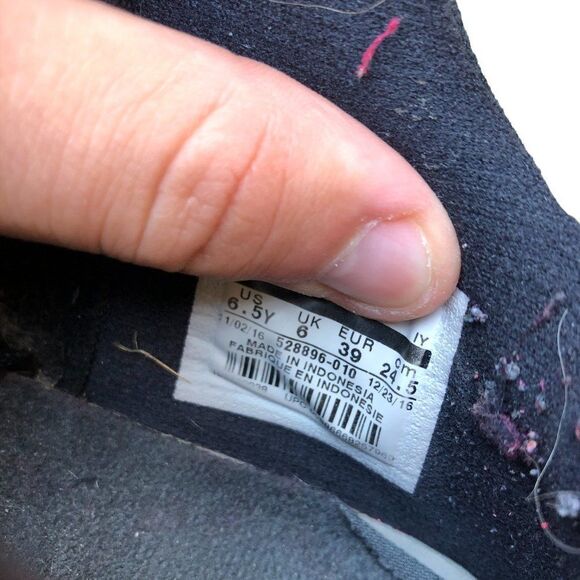 IY
US UK EUR cm
6.5Y 6 39 24.5
11/02/16 528896-010 12/23/16
MADE IN INDONESIA
FABRIQUE EN INDONESIE